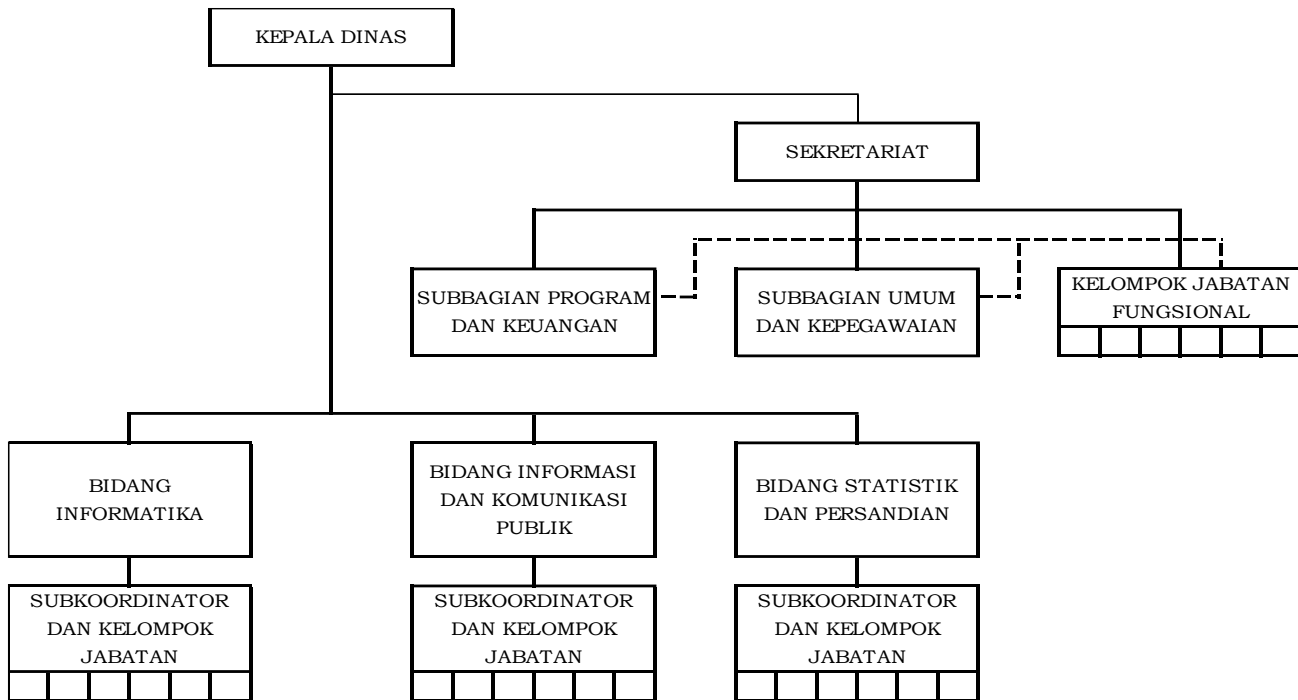 KEPALA DINAS
SEKRETARIAT
SUBBAGIAN PROGRAM
DAN KEUANGAN
SUBBAGIAN UMUM
DAN KEPEGAWAIAN
KELOMPOK JABATAN
FUNGSIONAL
BIDANG
INFORMATIKA
BIDANG INFORMASI
DAN KOMUNIKASI
PUBLIK
BIDANG STATISTIK
DAN PERSANDIAN
SUBKOORDINATOR
DAN KELOMPOK
JABATAN
SUBKOORDINATOR
DAN KELOMPOK
JABATAN
SUBKOORDINATOR
DAN KELOMPOK
JABATAN